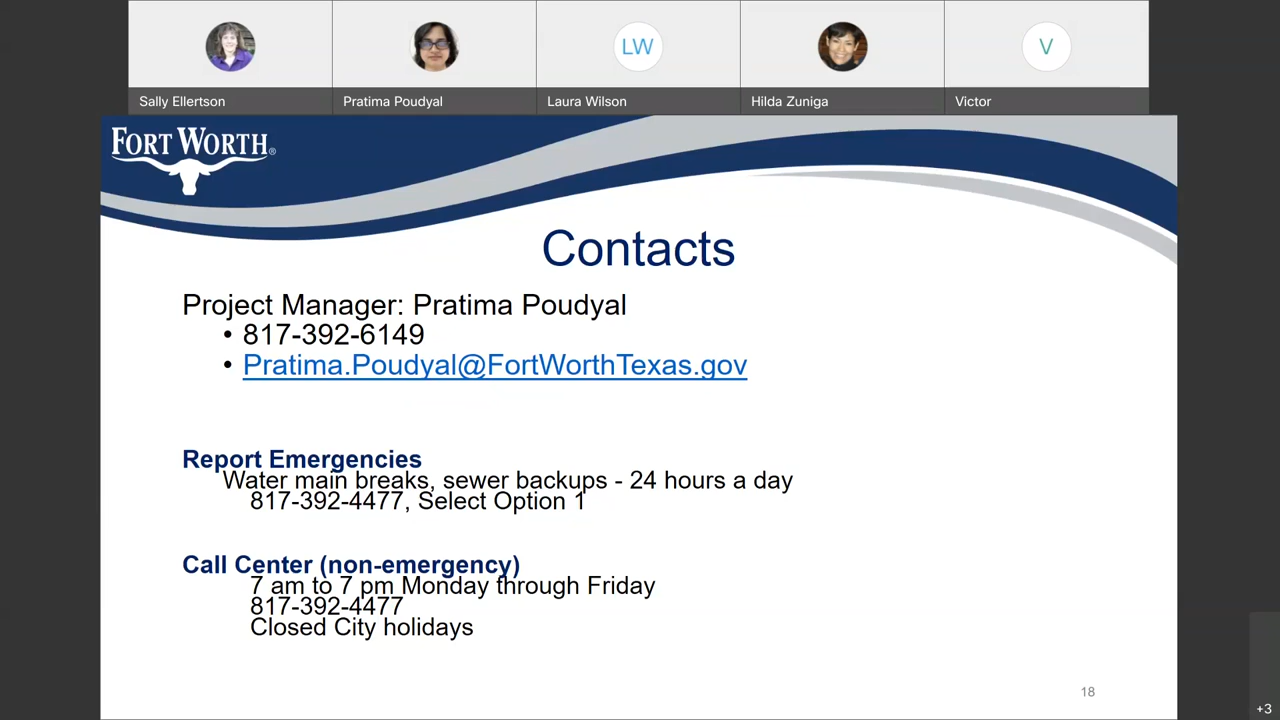 LW
V
Sally Ellertson
Pratima Poudyal
Laura Wilson
Hilda Zuniga
Victor
FORT WORTH®
Contacts
Project Manager: Pratima Poudyal
• 817-392-6149
• Pratima.Poudyal@FortWorthTexas.gov
Report Emergencies
Water main breaks, sewer backups - 24 hours a day
817-392-4477, Select Option 1
Call Center (non-emergency)
7 am to 7 pm Monday through Friday
817-392-4477
Closed City holidays
18
+3